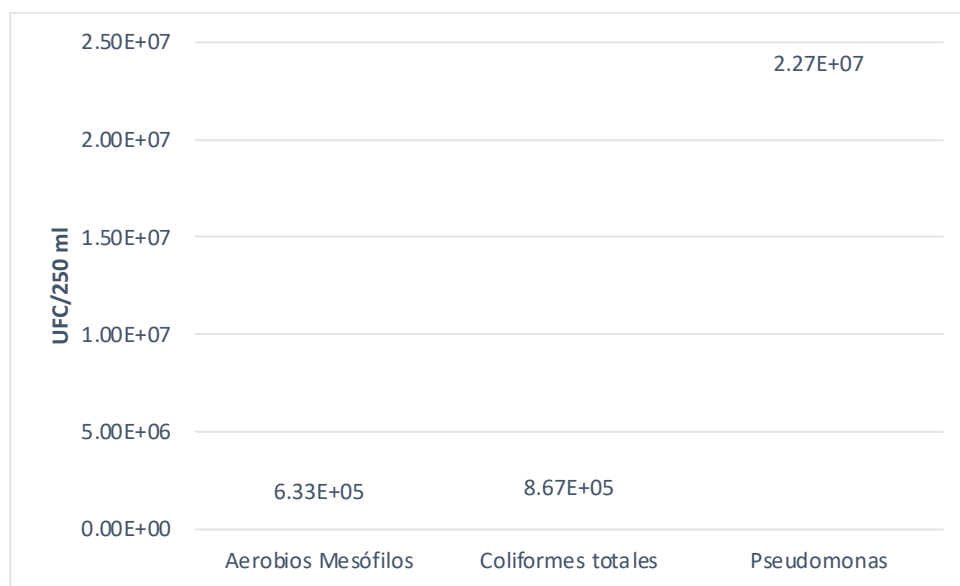 2.50E+07
2.27E+07
2.00E+07
1.50E+07
UFC/250 ml
1.00E+07
5.00E+06
6.33E+05
8.67E+05
0.00E+00
Aerobios Mesófilos
Coliformes totales
Pseudomonas